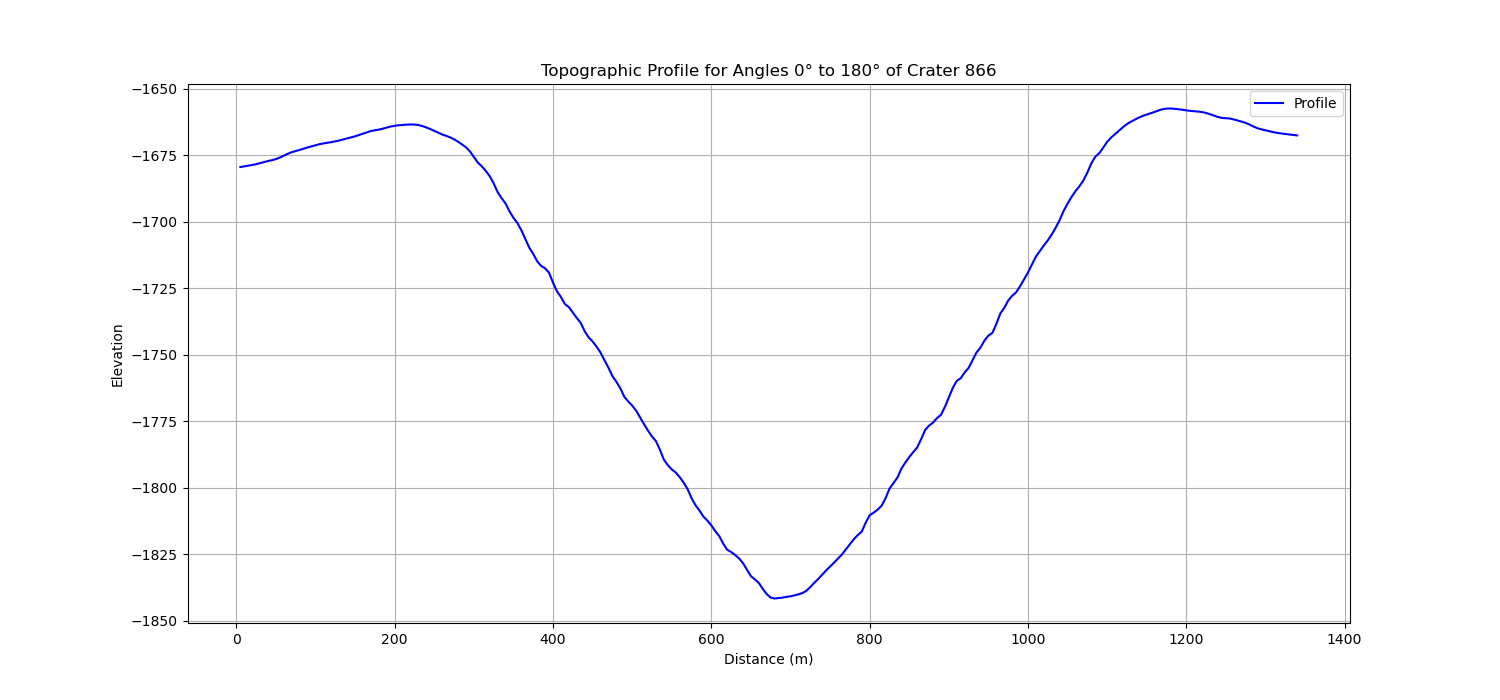 Topographic Profile for Angles 0° to 180° of Crater 866
Profile
Elevation
−1650
−1675
−1700
−1725
−1750
−1775
−1800
−1825
−1850
0 200 400 600 800 1000 1200 1400
Distance (m)